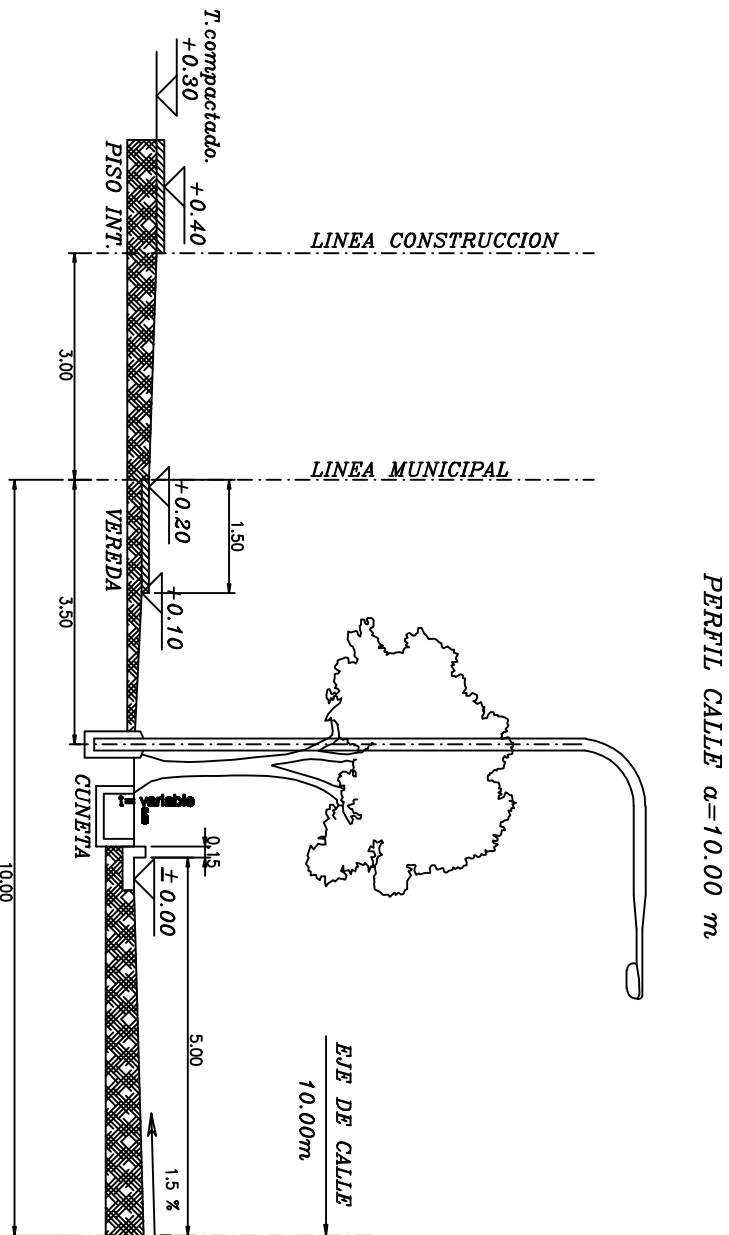 PERFIL CALLE a=10.00 m
LINEA CONSTRUCCION
LINEA MUNICIPAL
EJE DE CALLE
10.00m
T.compactado.
+0.30
+0.40
PISO INT.
3.00
+0.20
1.50
+0.10
VEREDA
3.50
t= variable
CUNETA
0.15
±0.00
5.00
1.5 %
10.00